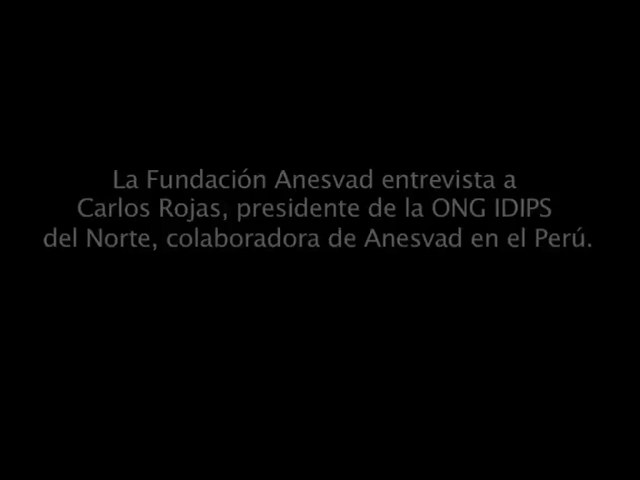 La Fundación Anesvad entrevista a
Carlos Rojas, presidente de la ONG IDIPS
del Norte, colaboradora de Anesvad en el Perú.